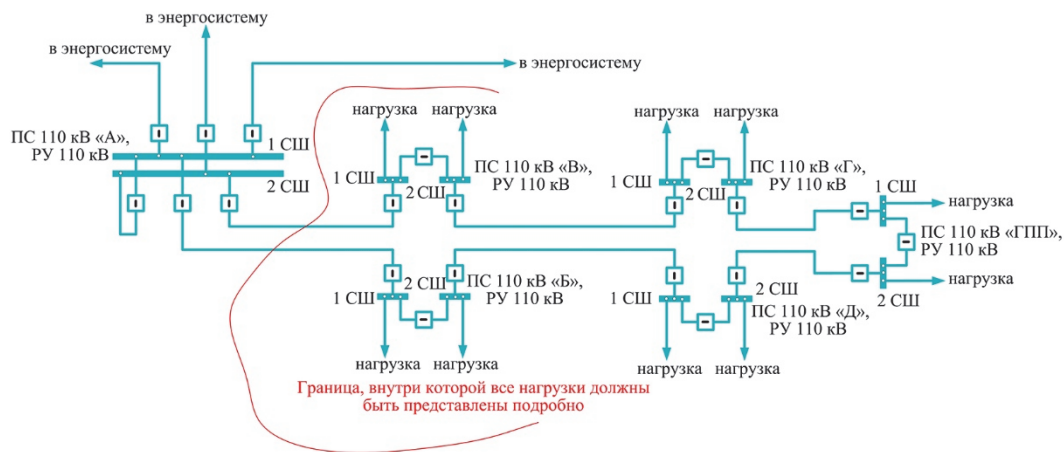 в энергосистему
в энергосистему
в энергосистему
нагрузка
нагрузка
нагрузка
нагрузка
ПС 110 кВ «А»,
РУ 110 кВ
1 СШ
2 СШ
1 СШ
2 СШ
ПС 110 кВ «В»,
РУ 110 кВ
1 СШ
2 СШ
ПС 110 кВ «Г»,
РУ 110 кВ
1 СШ
нагрузка
ПС 110 кВ «ГПП»,
РУ 110 кВ
нагрузка
2 СШ
1 СШ
2 СШ
ПС 110 кВ «Б»,
РУ 110 кВ
1 СШ
2 СШ
ПС 110 кВ «Д»,
РУ 110 кВ
нагрузка
нагрузка
нагрузка
нагрузка
Граница, внутри которой все нагрузки должны
быть представлены подробно